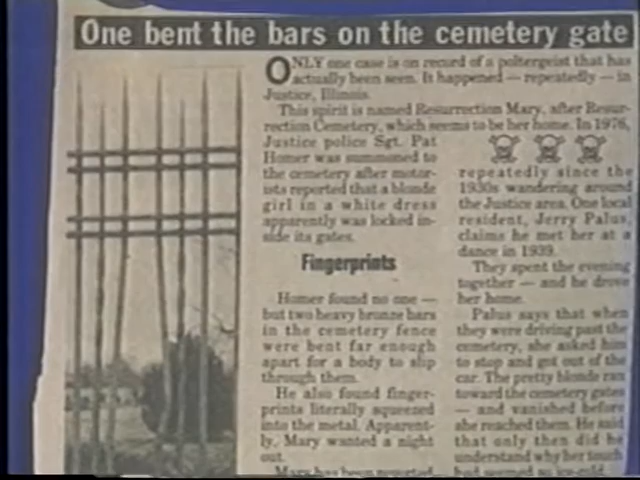 One bent the bars on the cemetery gate
ONLY one case is on record of a poltergeist that has
actually been seen. It happened — repeatedly — in
Justice, Illinois.
This spirit is named Resurrection Mary, after Resur-
rection Cemetery, which seems to be her home. In 1976,
Justice police Sgt. Pat
Homer was summoned to
the cemetery after motor-
ists reported that a blonde
girl in a white dress
apparently was locked in-
side its gates.
Fingerprints
Homer found no one —
but two heavy bronze bars
in the cemetery fence
were bent far enough
apart for a body to slip
through them.
He also found finger-
prints literally squeezed
into the metal. Apparent-
ly, Mary wanted a night
out.
Mary has been reported
repeatedly since the
1930s wandering around
the Justice area. One local
resident, Jerry Palus,
claims he met her at a
dance in 1939.
They spent the evening
together — and he drove
her home.
Palus says that when
they were driving past the
cemetery, she asked him
to stop and got out of the
car. The pretty blonde ran
toward the cemetery gates
— and vanished before
she reached them. He said
that only then did he
understand why her touch
had seemed so ice-cold.